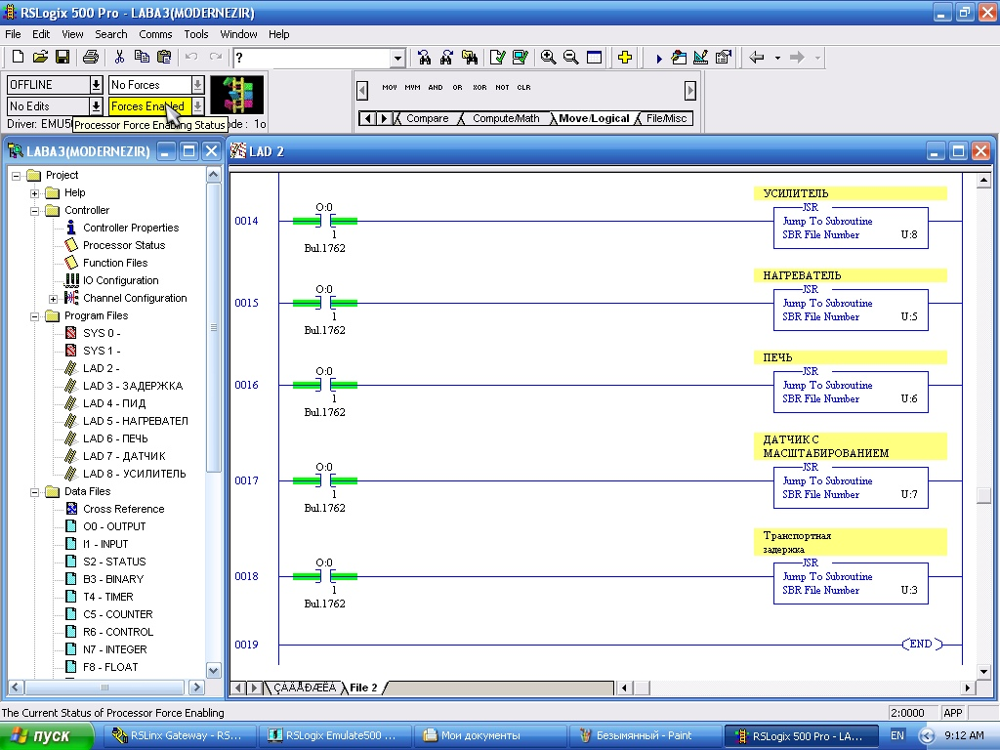 RSLogix 500 Pro - LABA3(MODERNEZIR)
File Edit View Search Comms Tools Window Help
?
OFFLINE No Forces
No Edits Forces Enabled
Driver: EMU50 ode : 1o
Processor Force Enabling Status
MOV MVM AND OR XOR NOT CLR
Compare Compute/Math Move/Logical File/Misc
LABA3(MODERNEZIR)
Project
Help
Controller
Controller Properties
Processor Status
Function Files
IO Configuration
Channel Configuration
Program Files
SYS 0 -
SYS 1 -
LAD 2 -
LAD 3 - ЗАДЕРЖКА
LAD 4 - ПИД
LAD 5 - НАГРЕВАТЕЛ
LAD 6 - ПЕЧЬ
LAD 7 - ДАТЧИК
LAD 8 - УСИЛИТЕЛЬ
Data Files
Cross Reference
O0 - OUTPUT
I1 - INPUT
S2 - STATUS
B3 - BINARY
T4 - TIMER
C5 - COUNTER
R6 - CONTROL
N7 - INTEGER
F8 - FLOAT
LAD 2
УСИЛИТЕЛЬ
O:0 JSR
0014 Jump To Subroutine
1 SBR File Number U:8
Bul.1762
НАГРЕВАТЕЛЬ
O:0 JSR
0015 Jump To Subroutine
1 SBR File Number U:5
Bul.1762
ПЕЧЬ
O:0 JSR
0016 Jump To Subroutine
1 SBR File Number U:6
Bul.1762
ДАТЧИК С
МАСШТАБИРОВАНИЕМ
O:0 JSR
0017 Jump To Subroutine
1 SBR File Number U:7
Bul.1762
Транспортная
задержка
O:0 JSR
0018 Jump To Subroutine
1 SBR File Number U:3
Bul.1762
0019 END
ÇÀÄÅÐÆÊÀ File 2
The Current Status of Processor Force Enabling 2:0000 APP
пуск RSLinx Gateway - RS... RSLogix Emulate500 ... Мои документы Безымянный - Paint RSLogix 500 Pro - LA... EN 9:12 AM